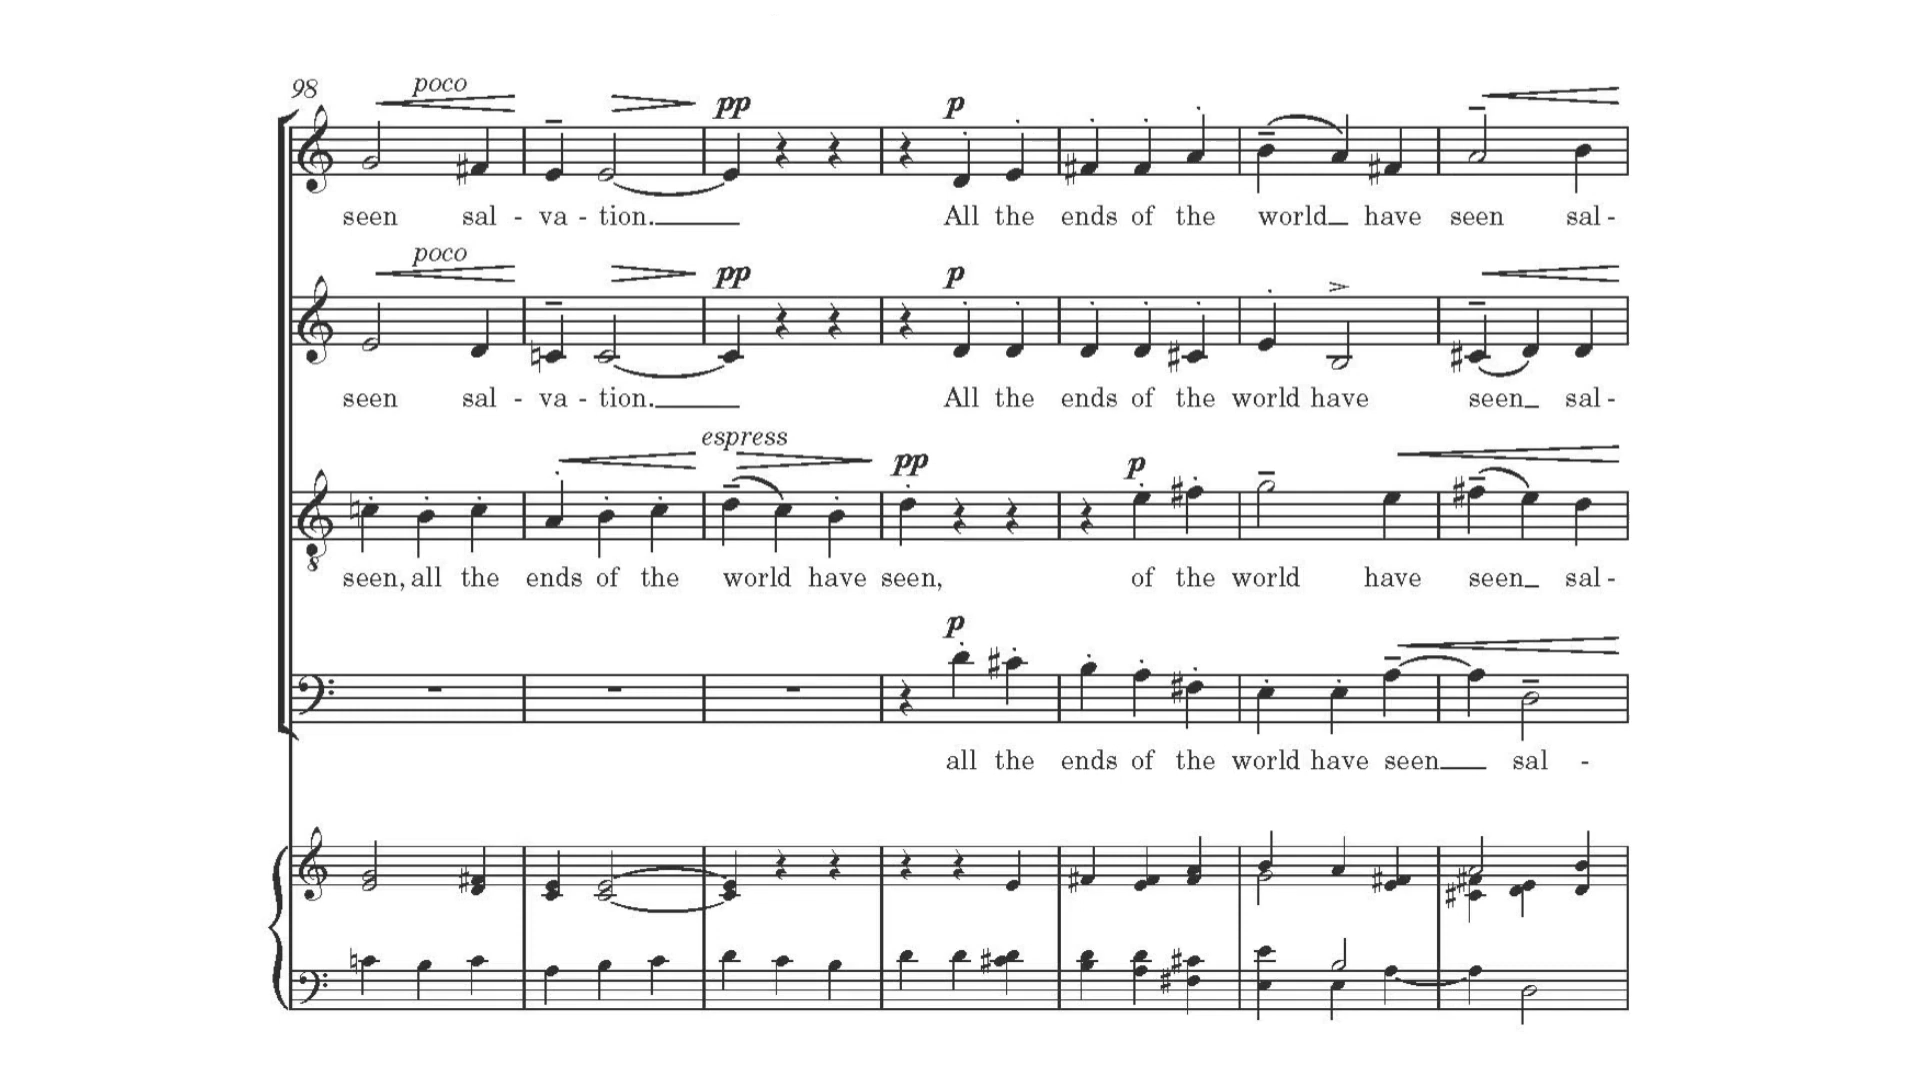 98
poco
pp
p
seen sal - va - tion. All the ends of the world have seen sal -
poco
pp
p
seen sal - va - tion. All the ends of the world have seen sal -
espress
pp
p
8
seen, all the ends of the world have seen, of the world have seen sal -
p
all the ends of the world have seen sal -